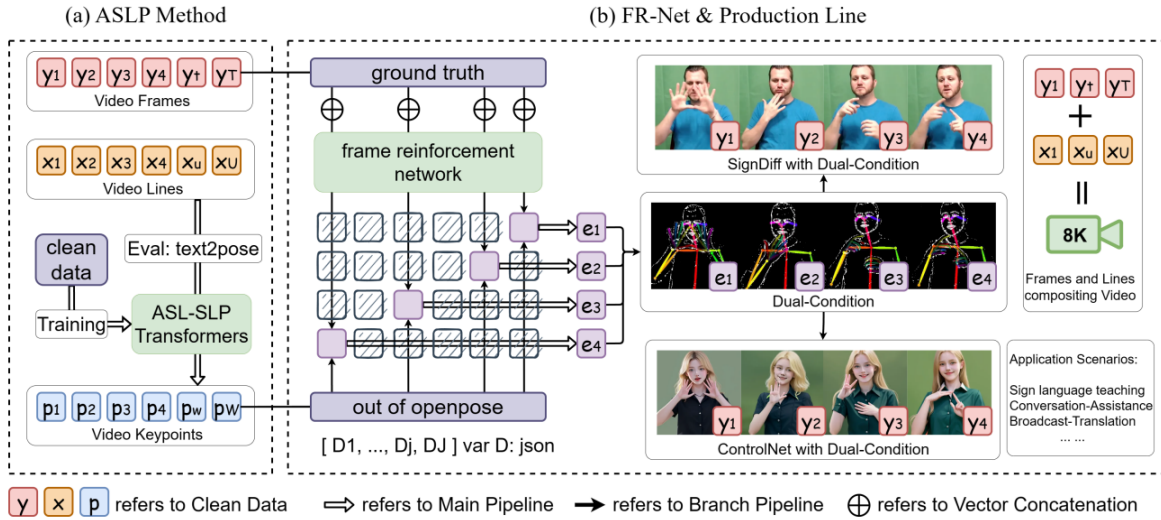 (a) ASLP Method
y1 y2 y3 y4 yt yT
Video Frames
x1 x2 x3 x4 xu xU
Video Lines
clean
data
Eval: text2pose
Training
ASL-SLP
Transformers
p1 p2 p3 p4 pw pW
Video Keypoints
(b) FR-Net & Production Line
ground truth
frame reinforcement
network
e1
e2
e3
e4
out of openpose
[ D1, ..., Dj, DJ ] var D: json
y1 y2 y3 y4
SignDiff with Dual-Condition
e1 e2 e3 e4
Dual-Condition
y1 y2 y3 y4
ControlNet with Dual-Condition
y1 yt yT
x1 xu xU
8K
Frames and Lines
compositing Video
Application Scenarios:
Sign language teaching
Conversation-Assistance
Broadcast-Translation
... ...
y x p refers to Clean Data
refers to Main Pipeline
refers to Branch Pipeline
refers to Vector Concatenation